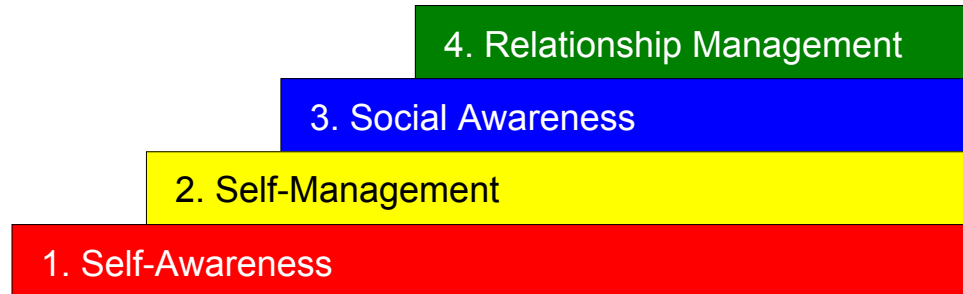 4. Relationship Management
3. Social Awareness
2. Self-Management
1. Self-Awareness